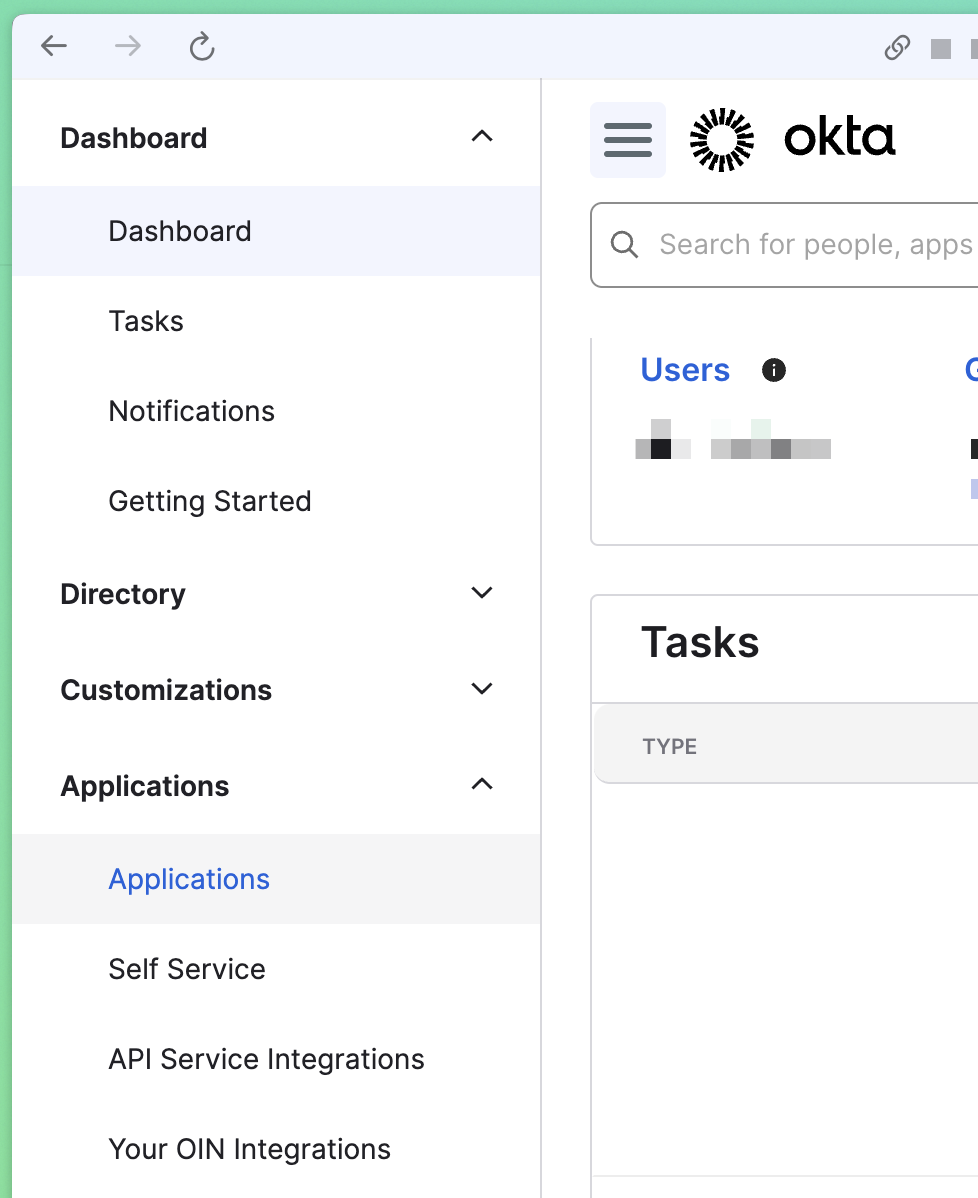 Dashboard
Dashboard
Tasks
Notifications
Getting Started
Directory
Customizations
Applications
Applications
Self Service
API Service Integrations
Your OIN Integrations
okta
Search for people, apps
Users
Tasks
TYPE